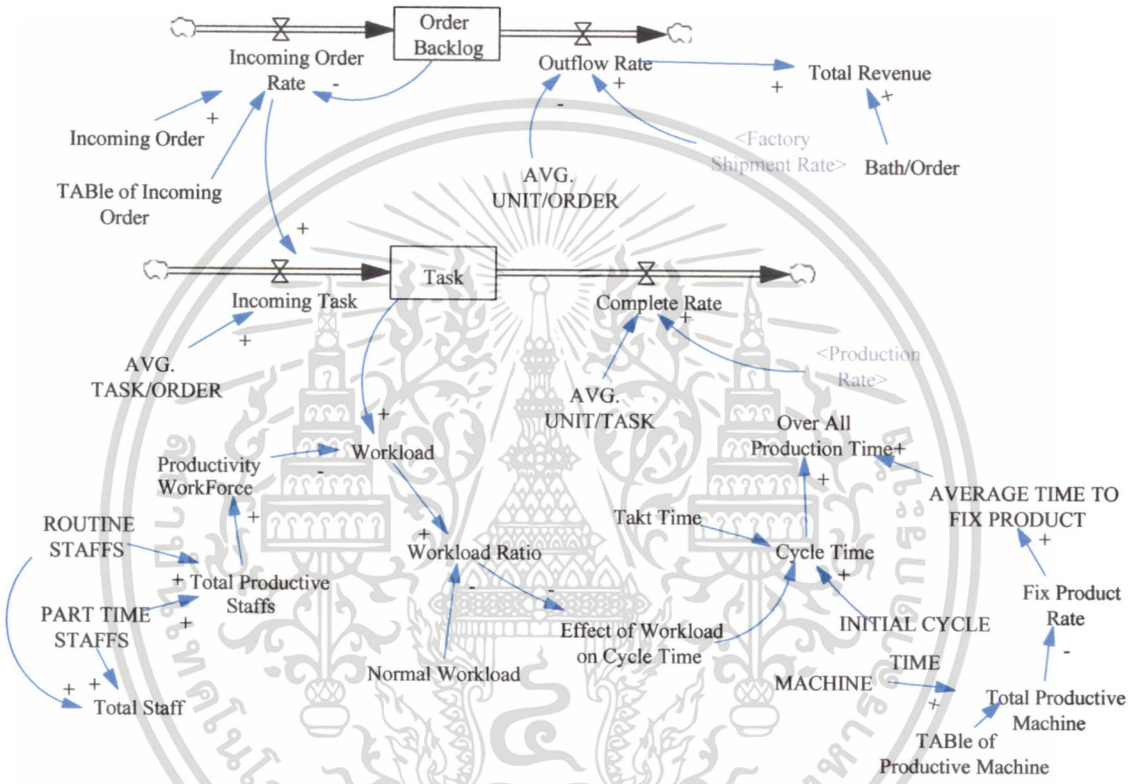 Order
Backlog
Incoming Order
Rate
-
Outflow Rate
+
Total Revenue
+
+
-
+
Incoming Order
<Factory
Shipment Rate>
Bath/Order
TABle of Incoming
Order
AVG.
UNIT/ORDER
+
Task
Incoming Task
Complete Rate
+
+
AVG.
TASK/ORDER
<Production
Rate>
AVG.
UNIT/TASK
+
Over All
Production Time+
Productivity
WorkForce
-
Workload
+
AVERAGE TIME TO
FIX PRODUCT
+
ROUTINE
STAFFS
Takt Time
+
Workload Ratio
Cycle Time
+
+
Total Productive
Staffs
-
-
PART TIME
STAFFS
+
Fix Product
Rate
Effect of Workload
on Cycle Time
INITIAL CYCLE
TIME
-
Normal Workload
MACHINE
+
+ +
Total Staff
Total Productive
Machine
TABle of
Productive Machine